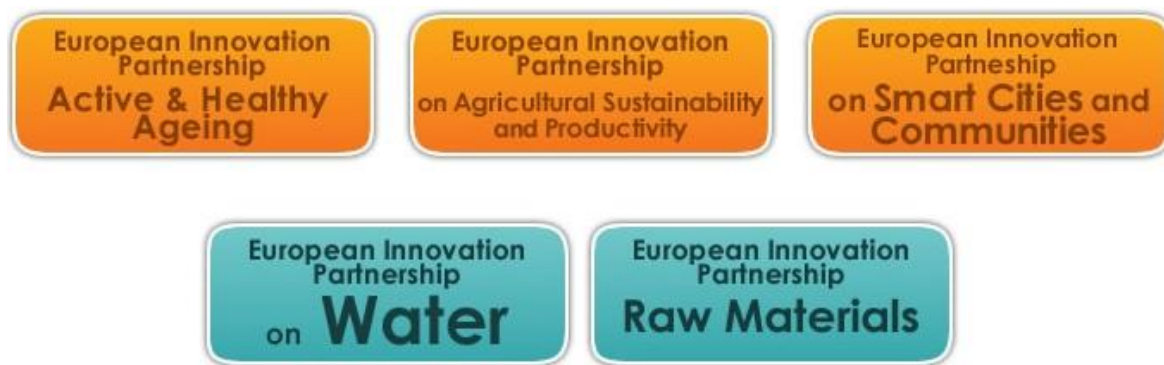 European Innovation
Partnership
Active & Healthy
Ageing
European Innovation
Partnership
on Agricultural Sustainability
and Productivity
European Innovation
Partneship
on Smart Cities and
Communities
European Innovation
Partnership
on Water
European Innovation
Partnership
Raw Materials